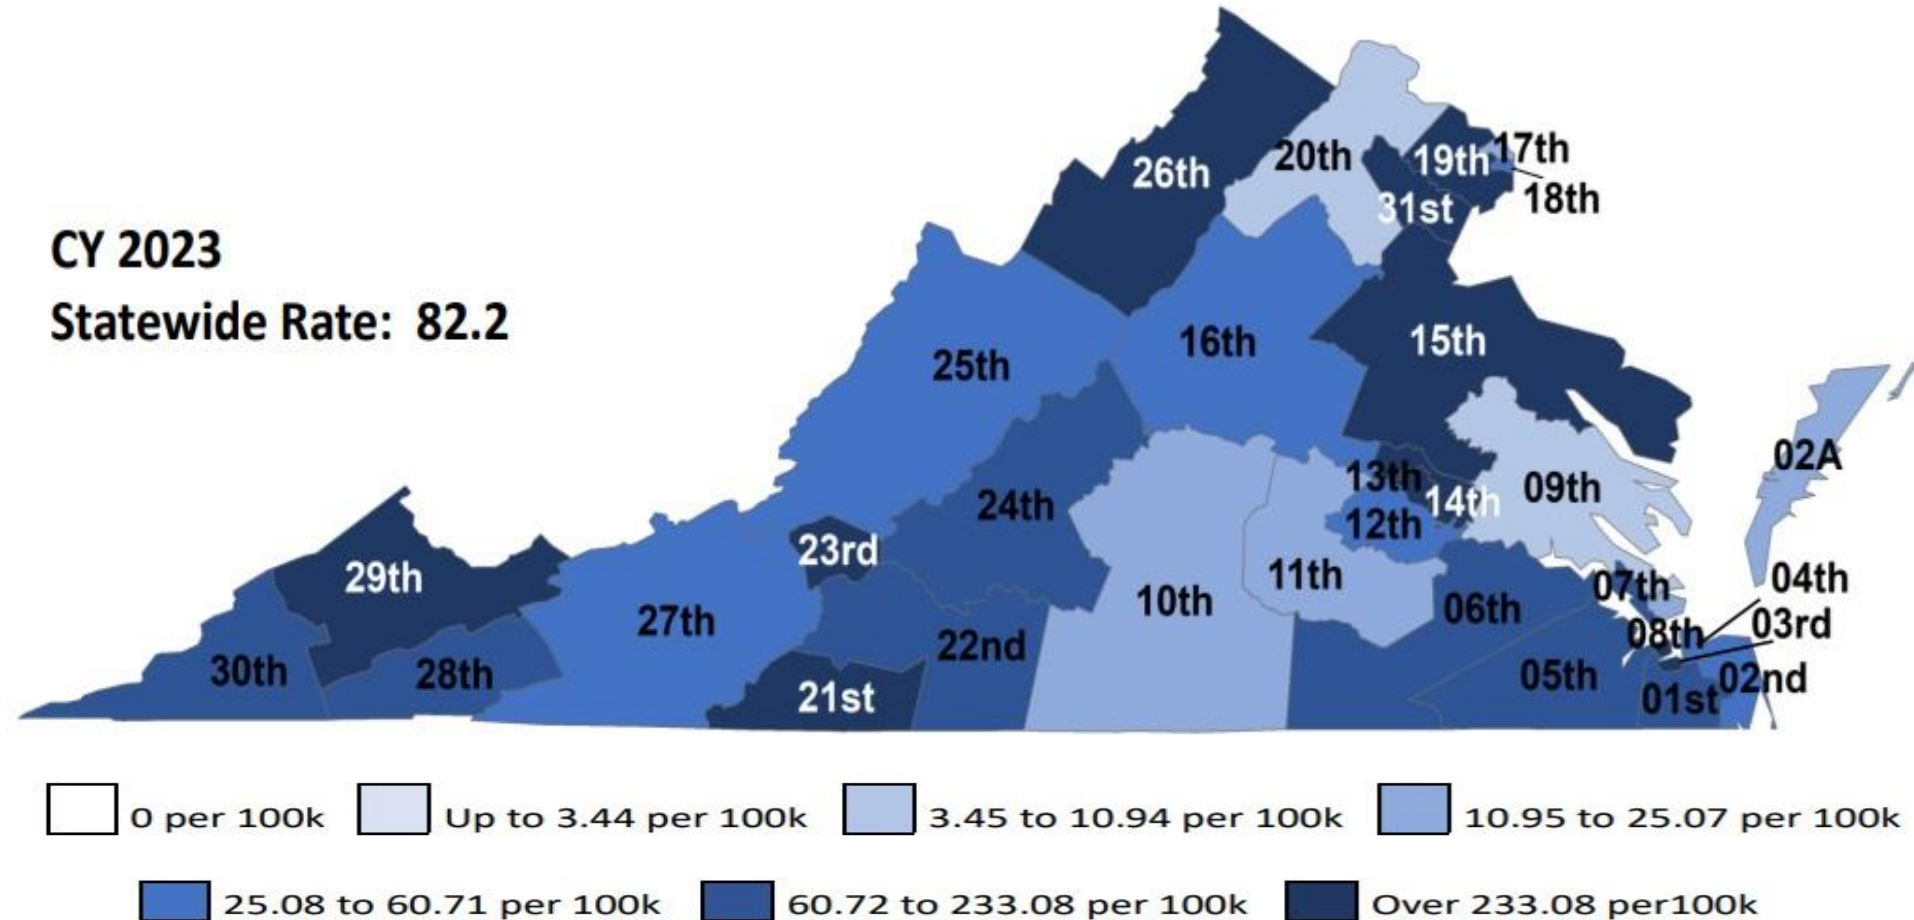 CY 2023
Statewide Rate: 82.2
26th
20th
19th
17th
18th
31st
25th
16th
15th
02A
24th
13th
14th
09th
12th
23rd
29th
11th
07th
04th
10th
06th
27th
03rd
08th
22nd
30th
28th
05th
02nd
21st
01st
0 per 100k
Up to 3.44 per 100k
3.45 to 10.94 per 100k
10.95 to 25.07 per 100k
25.08 to 60.71 per 100k
60.72 to 233.08 per 100k
Over 233.08 per100k